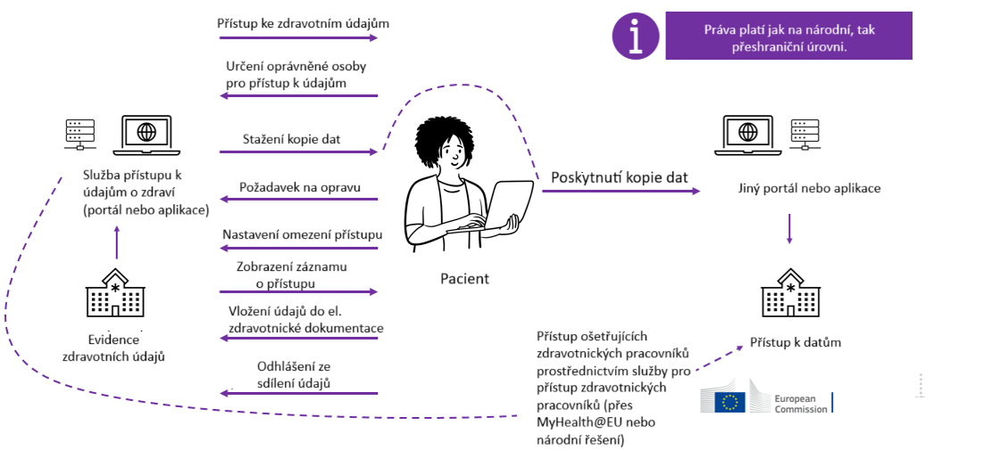 Přístup ke zdravotním údajům
Určení oprávněné osoby
pro přístup k údajům
Stažení kopie dat
Požadavek na opravu
Nastavení omezení přístupu
Zobrazení záznamu
o přístupu
Vložení údajů do el.
zdravotnické dokumentace
Odhlášení ze
sdílení údajů
Služba přístupu k
údajům o zdraví
(portál nebo aplikace)
Evidence
zdravotních údajů
Pacient
i
Práva platí jak na národní, tak
přeshraniční úrovni.
Poskytnutí kopie dat
Jiný portál nebo aplikace
Přístup k datům
Přístup ošetřujících
zdravotnických pracovníků
prostřednictvím služby pro
přístup zdravotnických
pracovníků (přes
MyHealth@EU nebo
národní řešení)
European
Commission